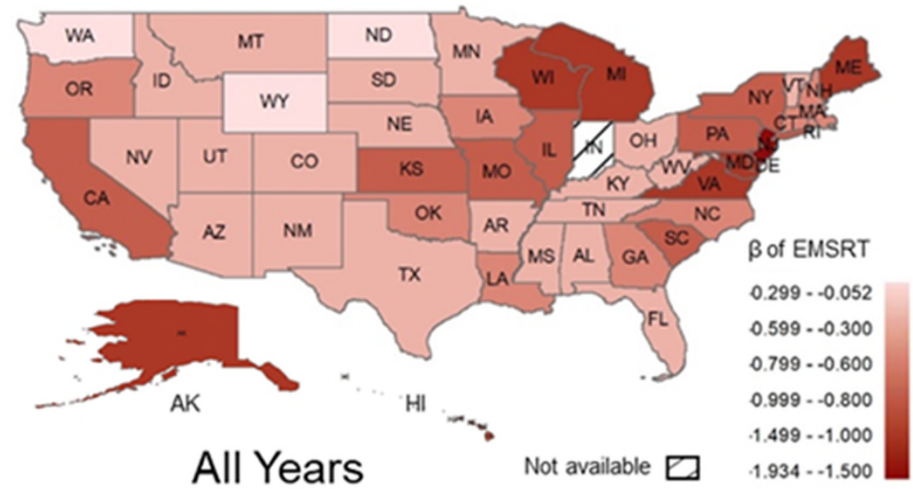 WA
MT
ND
MN
OR
ID
WY
SD
WI
MI
ME
VT
NH
NY
MA
CT
RI
NV
UT
CO
NE
IA
IL
IN
OH
PA
CA
KS
MO
KY
WV
MD
DE
VA
AZ
NM
OK
AR
TN
NC
SC
TX
LA
MS
AL
GA
FL
AK
HI
β of EMSRT
-0.299 - -0.052
-0.599 - -0.300
-0.799 - -0.600
-0.999 - -0.800
-1.499 - -1.000
-1.934 - -1.500
All Years
Not available